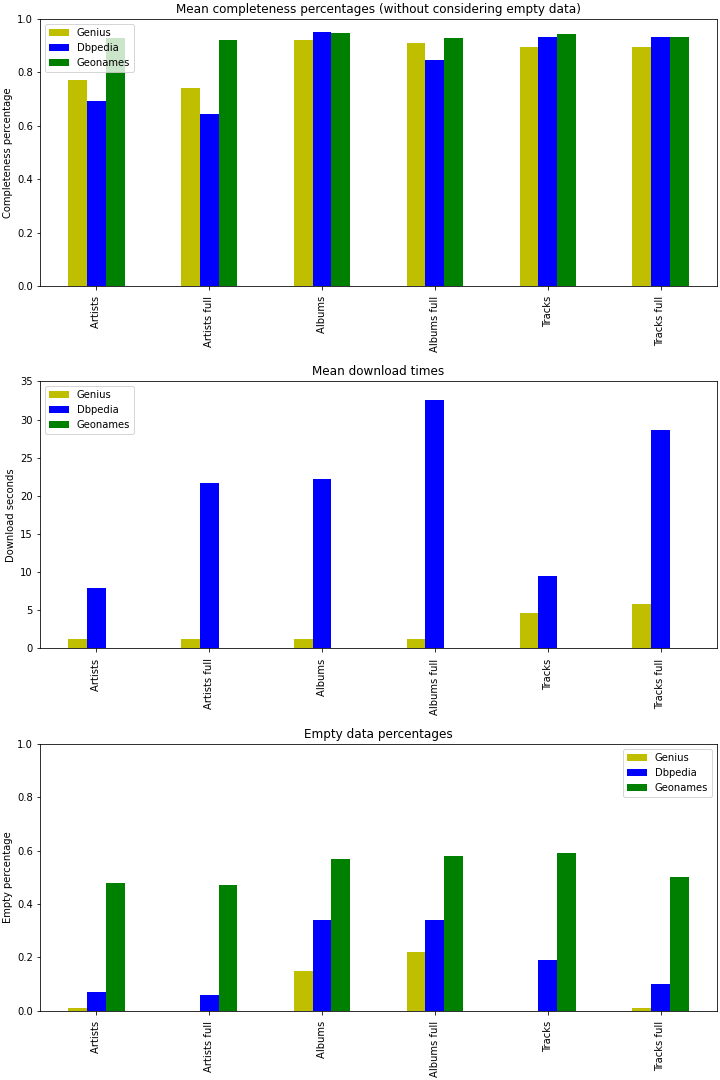 Mean completeness percentages (without considering empty data)
Completeness percentage
1.0
0.8
0.6
0.4
0.2
0.0
Genius
Dbpedia
Geonames
Artists
Artists full
Albums
Albums full
Tracks
Tracks full
Mean download times
Download seconds
35
30
25
20
15
10
5
0
Genius
Dbpedia
Geonames
Artists
Artists full
Albums
Albums full
Tracks
Tracks full
Empty data percentages
Empty percentage
1.0
0.8
0.6
0.4
0.2
0.0
Genius
Dbpedia
Geonames
Artists
Artists full
Albums
Albums full
Tracks
Tracks full